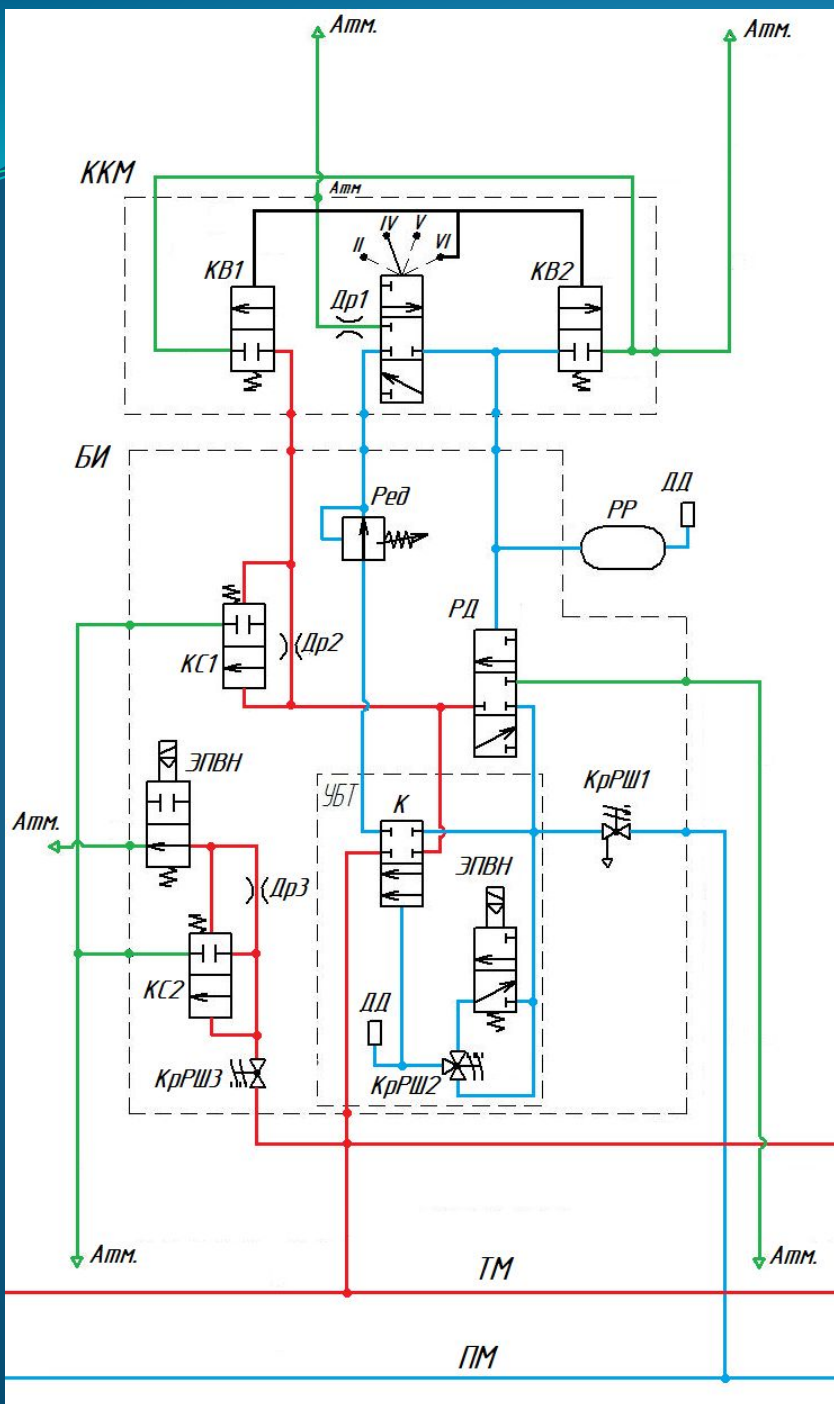 Атм.
Атм.
ККМ
Атм
II
IV
V
VI
КВ1
Др1
КВ2
БИ
Ред
ДД
РР
РД
КС1
Др2
ЭПВН
УБТ
К
КрРШ1
Атм.
ЭПВН
Др3
КС2
ДД
КрРШ3
КрРШ2
Атм.
ТМ
Атм.
ПМ